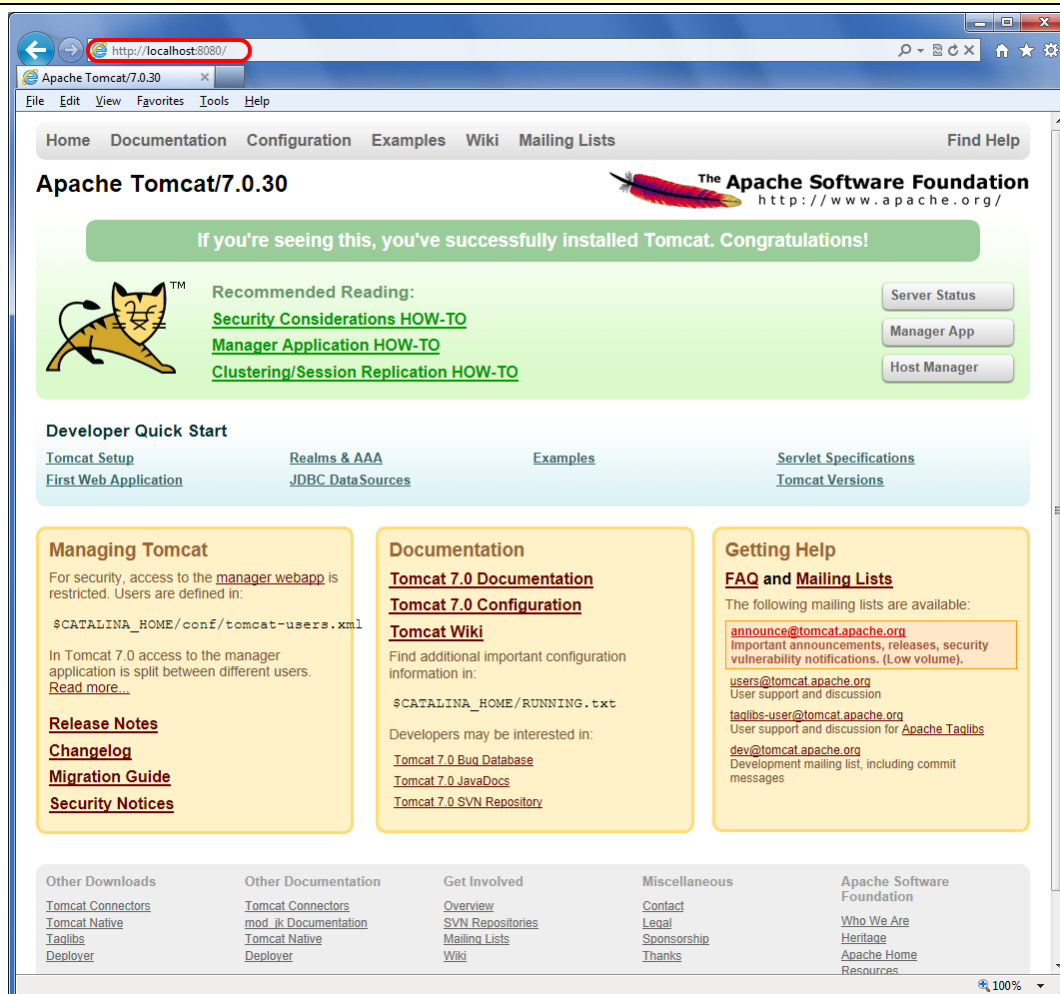 http://localhost:8080/
Apache Tomcat/7.0.30
File Edit View Favorites Tools Help
Home Documentation Configuration Examples Wiki Mailing Lists Find Help
Apache Tomcat/7.0.30
The Apache Software Foundation
http://www.apache.org/
If you're seeing this, you've successfully installed Tomcat. Congratulations!
TM
Recommended Reading:
Security Considerations HOW-TO
Manager Application HOW-TO
Clustering/Session Replication HOW-TO
Server Status
Manager App
Host Manager
Developer Quick Start
Tomcat Setup
First Web Application
Realms & AAA
JDBC DataSources
Examples
Servlet Specifications
Tomcat Versions
Managing Tomcat
For security, access to the manager webapp is
restricted. Users are defined in:
$CATALINA_HOME/conf/tomcat-users.xml
In Tomcat 7.0 access to the manager
application is split between different users.
Read more...
Release Notes
Changelog
Migration Guide
Security Notices
Documentation
Tomcat 7.0 Documentation
Tomcat 7.0 Configuration
Tomcat Wiki
Find additional important configuration
information in:
$CATALINA_HOME/RUNNING.txt
Developers may be interested in:
Tomcat 7.0 Bug Database
Tomcat 7.0 JavaDocs
Tomcat 7.0 SVN Repository
Getting Help
FAQ and Mailing Lists
The following mailing lists are available:
announce@tomcat.apache.org
Important announcements, releases, security
vulnerability notifications. (Low volume).
users@tomcat.apache.org
User support and discussion
taglibs-user@tomcat.apache.org
User support and discussion for Apache Taglibs
dev@tomcat.apache.org
Development mailing list, including commit
messages
Other Downloads
Tomcat Connectors
Tomcat Native
Taglibs
Deployer
Other Documentation
Tomcat Connectors
mod_jk Documentation
Tomcat Native
Deployer
Get Involved
Overview
SVN Repositories
Mailing Lists
Wiki
Miscellaneous
Contact
Legal
Sponsorship
Thanks
Apache Software
Foundation
Who We Are
Heritage
Apache Home
Resources
100%